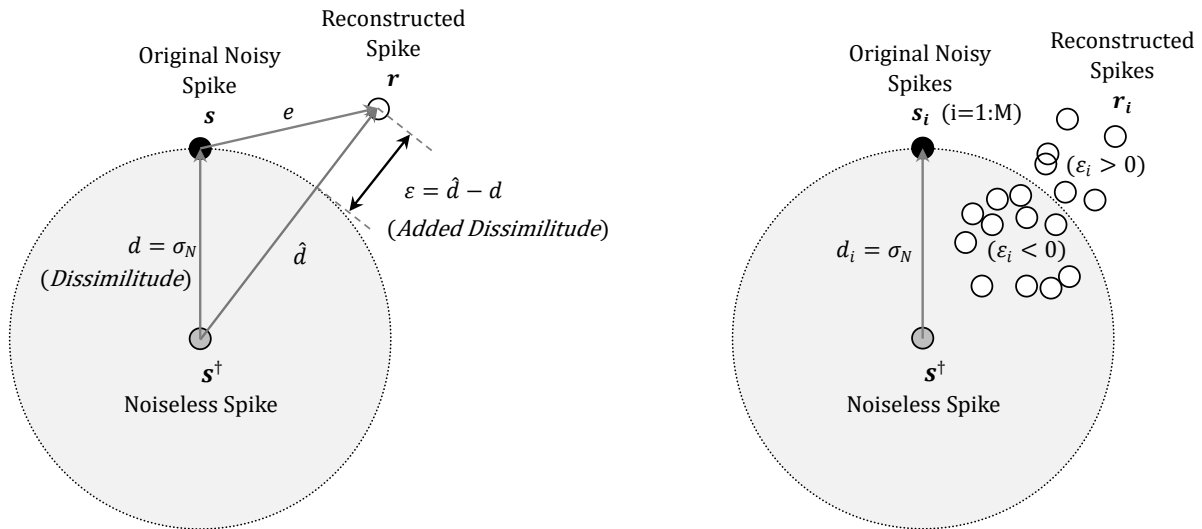 Original Noisy
Spike
s
Reconstructed
Spike
r
e
ε = d̂ − d
(Added Dissimilitude)
d̂
d = σ_N
(Dissimilitude)
s†
Noiseless Spike
Original Noisy
Spikes
s_i (i=1:M)
Reconstructed
Spikes
r_i
(ε_i > 0)
(ε_i < 0)
d_i = σ_N
s†
Noiseless Spike